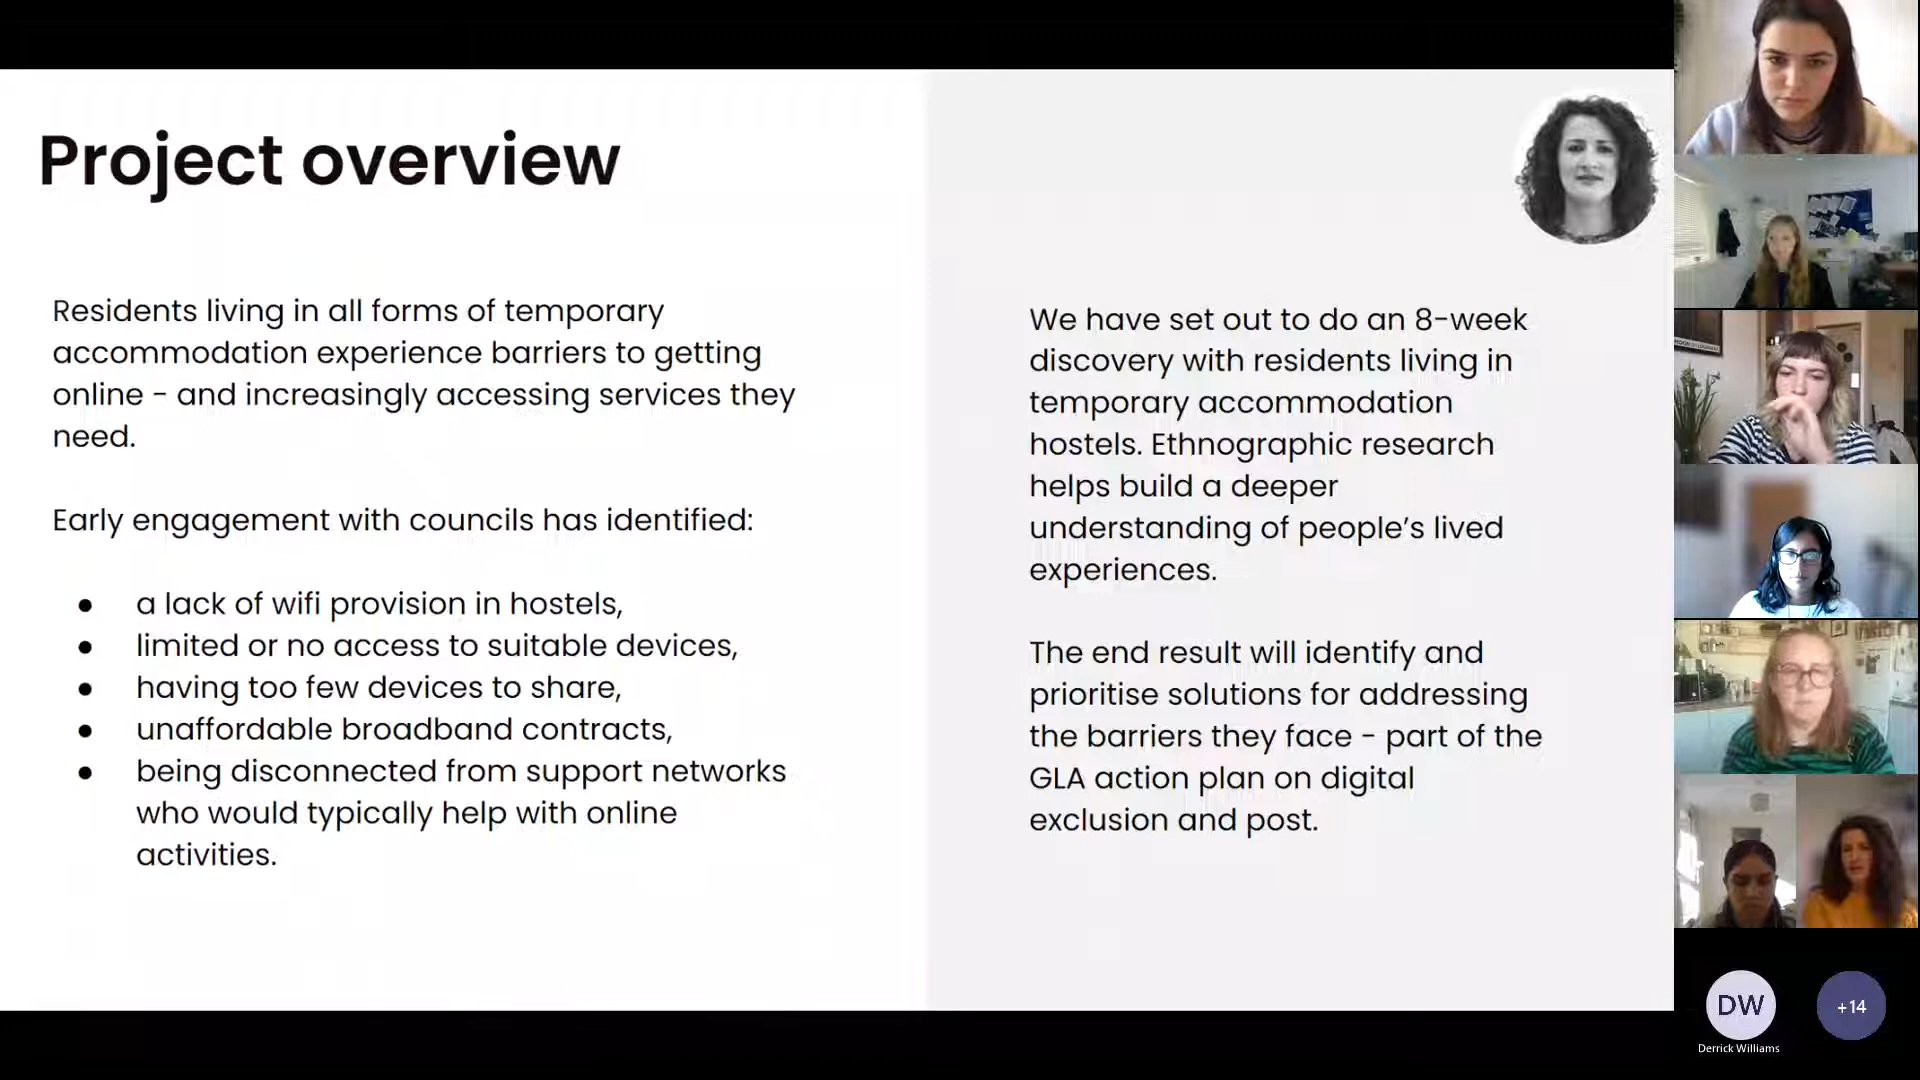 Project overview
Residents living in all forms of temporary
accommodation experience barriers to getting
online - and increasingly accessing services they
need.
Early engagement with councils has identified:
● a lack of wifi provision in hostels,
● limited or no access to suitable devices,
● having too few devices to share,
● unaffordable broadband contracts,
● being disconnected from support networks
who would typically help with online
activities.
We have set out to do an 8-week
discovery with residents living in
temporary accommodation
hostels. Ethnographic research
helps build a deeper
understanding of people's lived
experiences.
The end result will identify and
prioritise solutions for addressing
the barriers they face - part of the
GLA action plan on digital
exclusion and post.
DW
+14
Derrick Williams